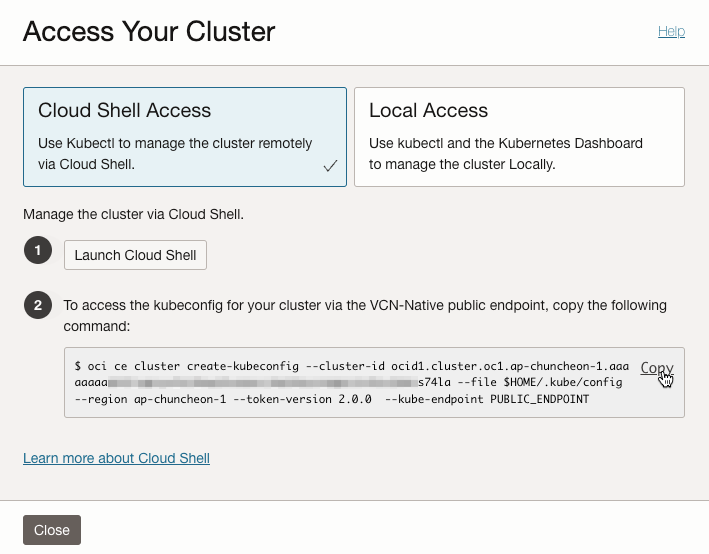 Access Your Cluster
Help
Cloud Shell Access
Use Kubectl to manage the cluster remotely
via Cloud Shell.
Local Access
Use kubectl and the Kubernetes Dashboard
to manage the cluster Locally.
Manage the cluster via Cloud Shell.
1
Launch Cloud Shell
2
To access the kubeconfig for your cluster via the VCN-Native public endpoint, copy the following
command:
$ oci ce cluster create-kubeconfig --cluster-id ocid1.cluster.oc1.ap-chuncheon-1.aaa
Copy
aaaaa s74la --file $HOME/.kube/config
--region ap-chuncheon-1 --token-version 2.0.0  --kube-endpoint PUBLIC_ENDPOINT
Learn more about Cloud Shell
Close